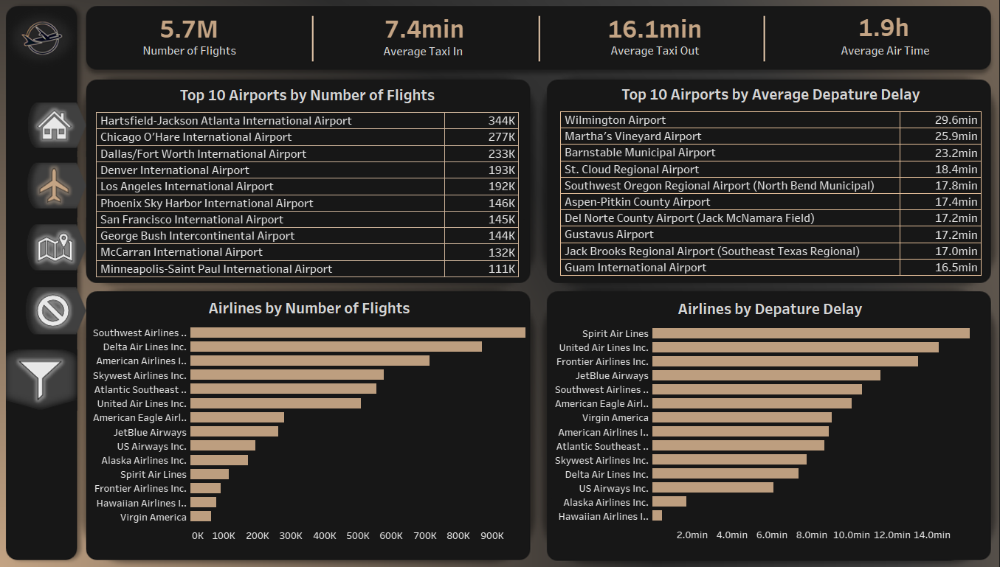 5.7M
Number of Flights
7.4min
Average Taxi In
16.1min
Average Taxi Out
1.9h
Average Air Time
Top 10 Airports by Number of Flights
Hartsfield-Jackson Atlanta International Airport 344K
Chicago O’Hare International Airport 277K
Dallas/Fort Worth International Airport 233K
Denver International Airport 193K
Los Angeles International Airport 192K
Phoenix Sky Harbor International Airport 146K
San Francisco International Airport 145K
George Bush Intercontinental Airport 144K
McCarran International Airport 132K
Minneapolis-Saint Paul International Airport 111K
Top 10 Airports by Average Depature Delay
Wilmington Airport 29.6min
Martha’s Vineyard Airport 25.9min
Barnstable Municipal Airport 23.2min
St. Cloud Regional Airport 18.4min
Southwest Oregon Regional Airport (North Bend Municipal) 17.8min
Aspen-Pitkin County Airport 17.4min
Del Norte County Airport (Jack McNamara Field) 17.2min
Gustavus Airport 17.2min
Jack Brooks Regional Airport (Southeast Texas Regional) 17.0min
Guam International Airport 16.5min
Airlines by Number of Flights
Southwest Airlines ..
Delta Air Lines Inc.
American Airlines I..
Skywest Airlines Inc.
Atlantic Southeast ..
United Air Lines Inc.
American Eagle Airl..
JetBlue Airways
US Airways Inc.
Alaska Airlines Inc.
Spirit Air Lines
Frontier Airlines Inc.
Hawaiian Airlines I..
Virgin America
0K 100K 200K 300K 400K 500K 600K 700K 800K 900K
Airlines by Depature Delay
Spirit Air Lines
United Air Lines Inc.
Frontier Airlines Inc.
JetBlue Airways
Southwest Airlines ..
American Eagle Airl..
Virgin America
American Airlines I..
Atlantic Southeast ..
Skywest Airlines Inc.
Delta Air Lines Inc.
US Airways Inc.
Alaska Airlines Inc.
Hawaiian Airlines I..
2.0min 4.0min 6.0min 8.0min 10.0min 12.0min 14.0min